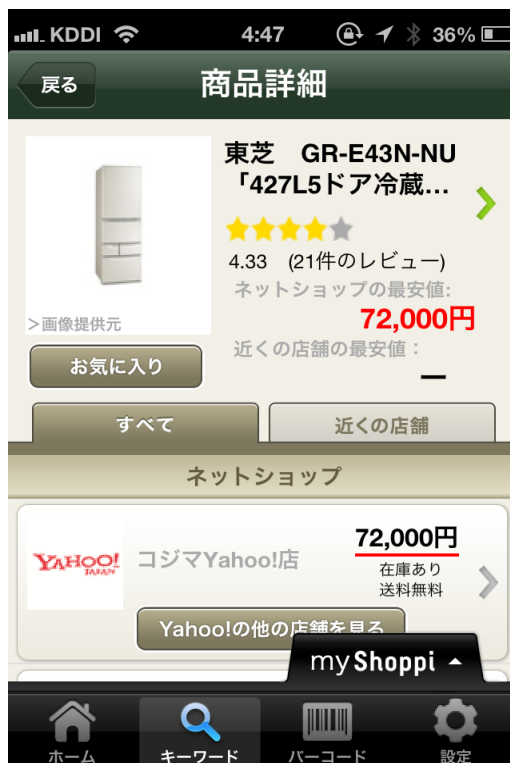 KDDI 4:47 36%
戻る 商品詳細
東芝 GR-E43N-NU
「427L5ドア冷蔵...
4.33 (21件のレビュー)
ネットショップの最安値:
72,000円
>画像提供元
近くの店舗の最安値：
お気に入り
ー
すべて 近くの店舗
ネットショップ
72,000円
YAHOO!
JAPAN
コジマYahoo!店
在庫あり
送料無料
Yahoo!の他の店舗を見る
my Shoppi
ホーム キーワード バーコード 設定